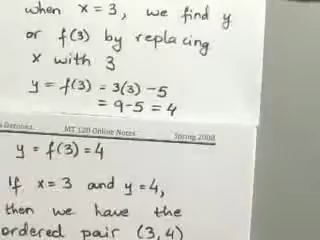 when x = 3, we find y
or f(3) by replacing
x with 3
y = f(3) = 3(3) - 5
= 9 - 5 = 4
MT 120 Online Notes Spring 2008
y = f(3) = 4
If x = 3 and y = 4,
then we have the
ordered pair (3, 4)